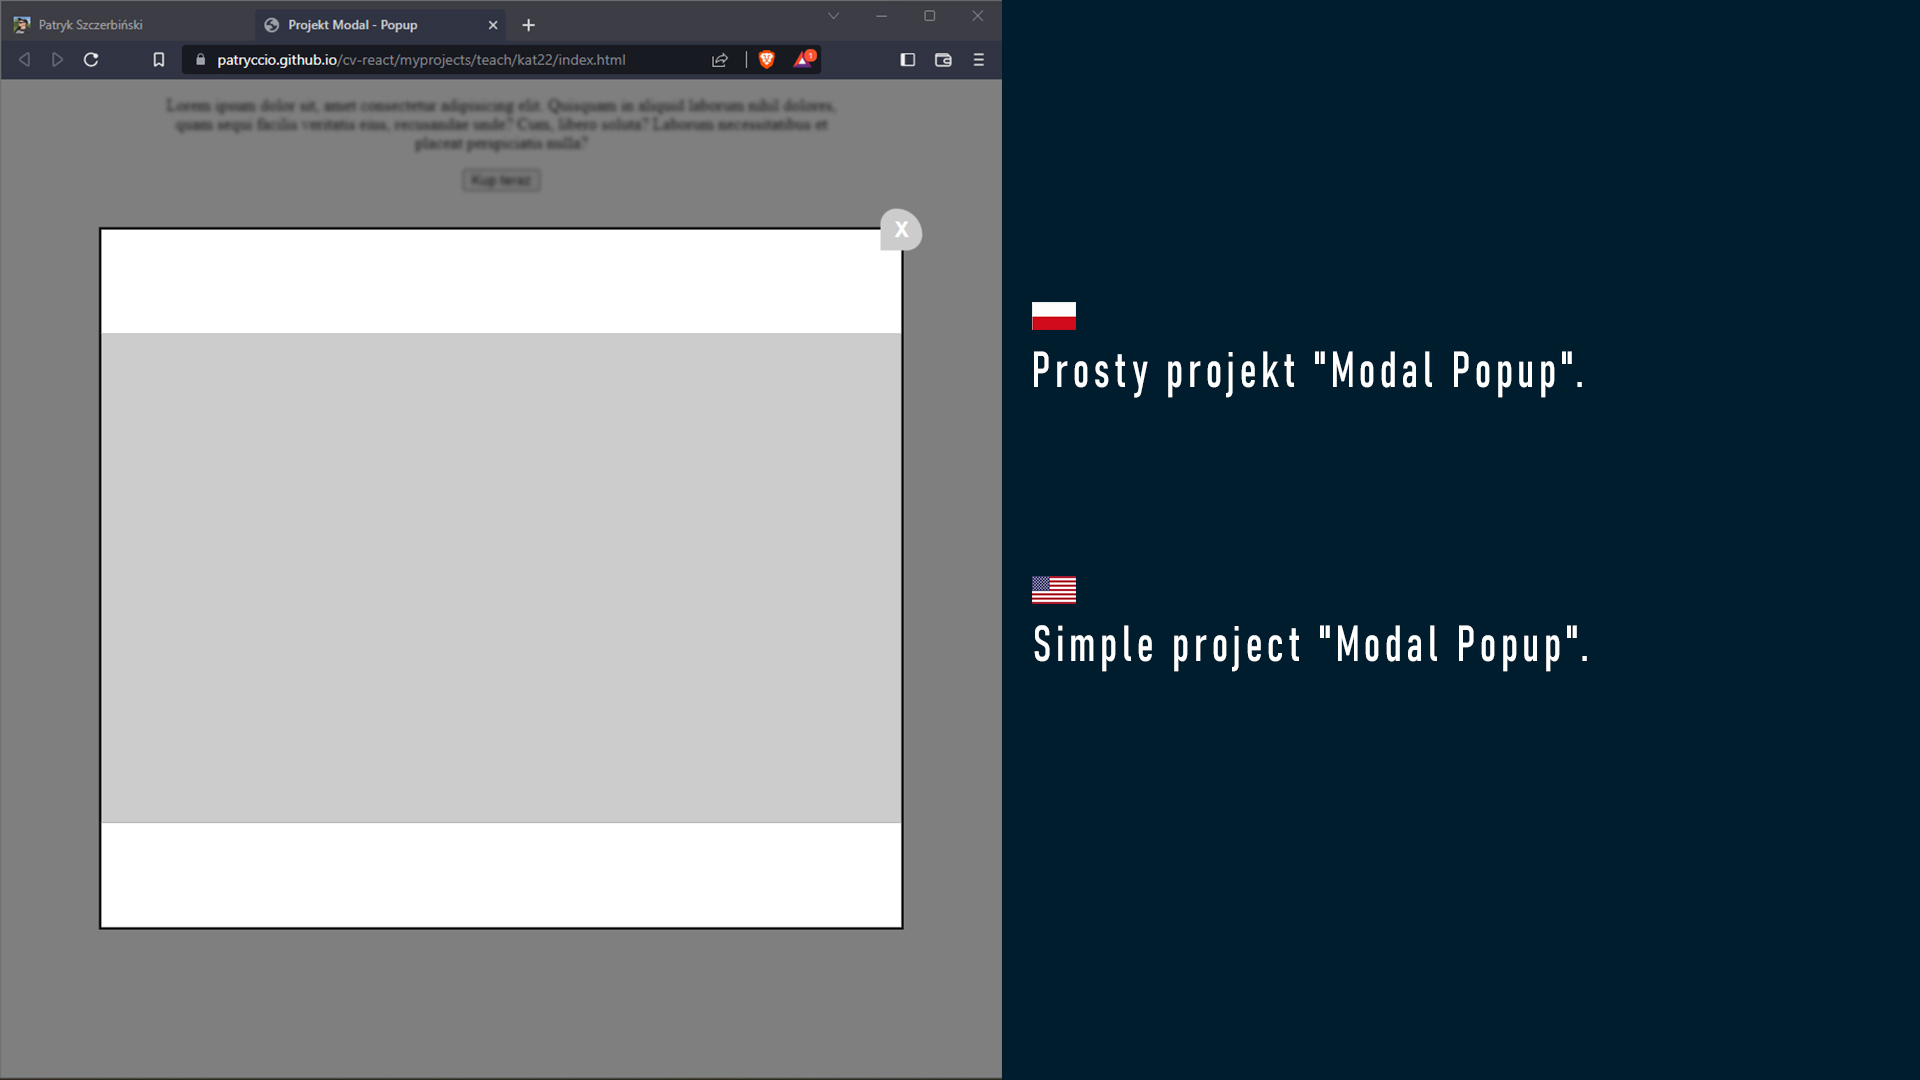 Patryk Szczerbiński
Projekt Modal - Popup
patryccio.github.io/cv-react/myprojects/teach/kat22/index.html
1
Lorem ipsum dolor sit, amet consectetur adipisicing elit. Quisquam in aliquid laborum nihil dolores,
quam sequi facilis veritatis eius, recusandae unde? Cum, libero soluta? Laborum necessitatibus et
placeat perspiciatis nulla?
Kup teraz
X
Prosty projekt "Modal Popup".
Simple project "Modal Popup".